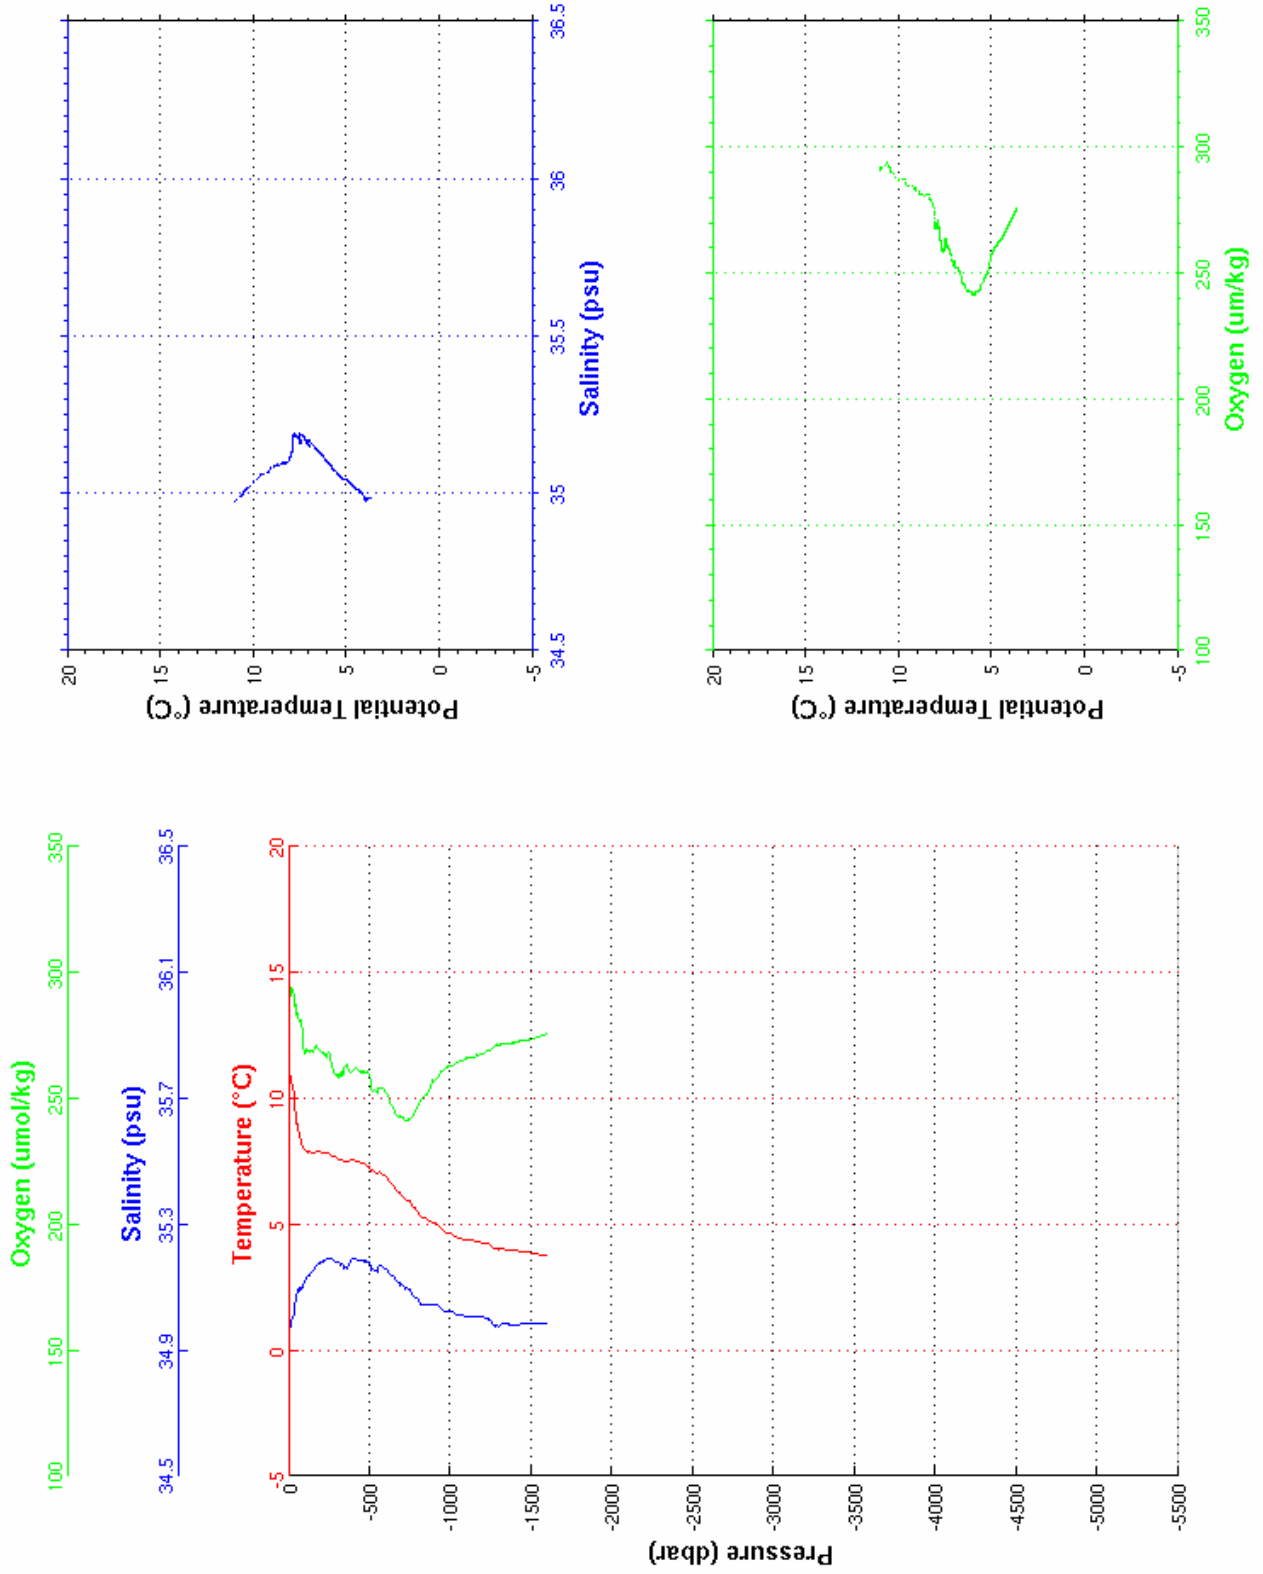 Oxygen (umol/kg)
100 150 200 250 300 350
Salinity (psu)
34.5 34.9 35.3 35.7 36.1 36.5
Temperature (°C)
-5 0 5 10 15 20
Pressure (dbar)
0
-500
-1000
-1500
-2000
-2500
-3000
-3500
-4000
-4500
-5000
-5500
Potential Temperature (°C)
20
15
10
5
0
-5
34.5 35 35.5 36 36.5
Salinity (psu)
Potential Temperature (°C)
20
15
10
5
0
-5
100 150 200 250 300 350
Oxygen (um/kg)